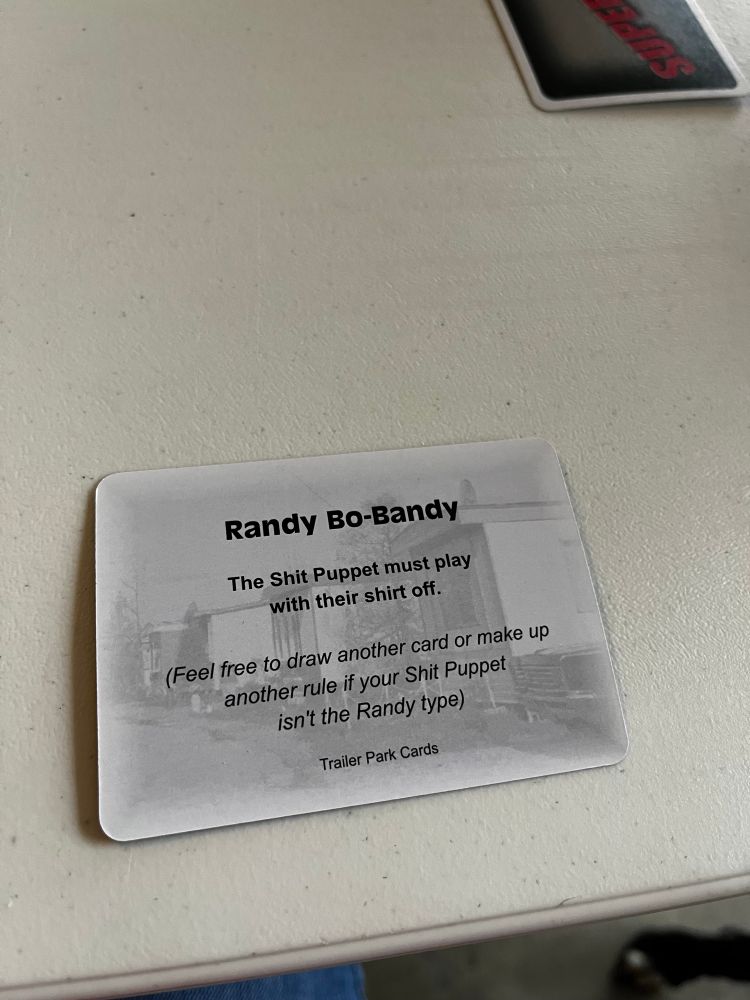 SUPER
Randy Bo-Bandy
The Shit Puppet must play
with their shirt off.
(Feel free to draw another card or make up
another rule if your Shit Puppet
isn't the Randy type)
Trailer Park Cards